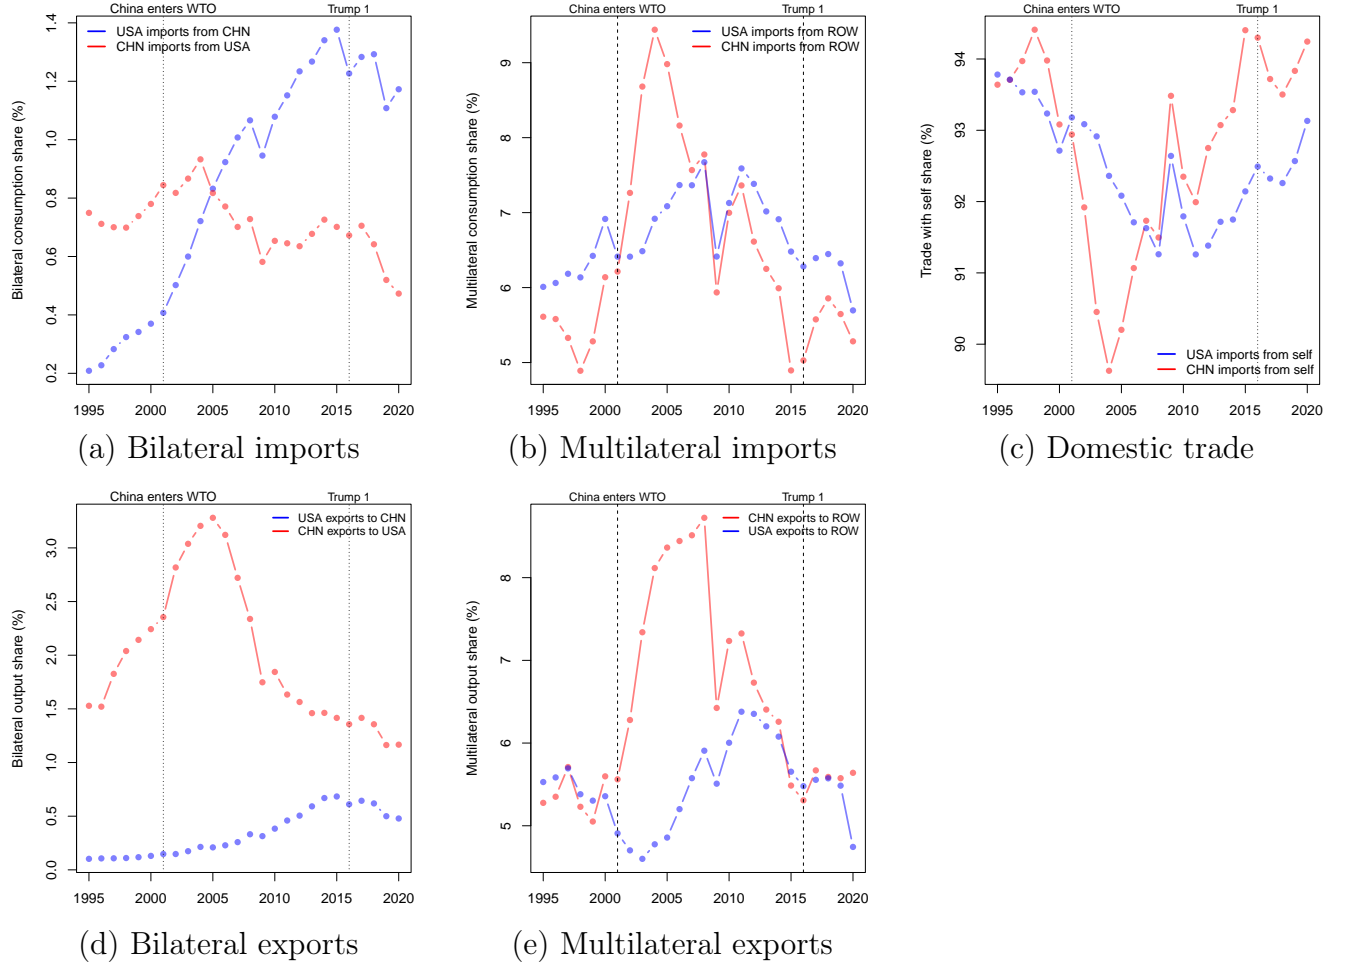 China enters WTO
Trump 1
USA imports from CHN
CHN imports from USA
Bilateral consumption share (%)
0.2 0.4 0.6 0.8 1.0 1.2 1.4
1995 2000 2005 2010 2015 2020
(a) Bilateral imports
China enters WTO
Trump 1
USA imports from ROW
CHN imports from ROW
Multilateral consumption share (%)
5 6 7 8 9
1995 2000 2005 2010 2015 2020
(b) Multilateral imports
China enters WTO
Trump 1
Trade with self share (%)
90 91 92 93 94
USA imports from self
CHN imports from self
1995 2000 2005 2010 2015 2020
(c) Domestic trade
China enters WTO
Trump 1
USA exports to CHN
CHN exports to USA
Bilateral output share (%)
0.0 0.5 1.0 1.5 2.0 2.5 3.0
1995 2000 2005 2010 2015 2020
(d) Bilateral exports
China enters WTO
Trump 1
CHN exports to ROW
USA exports to ROW
Multilateral output share (%)
5 6 7 8
1995 2000 2005 2010 2015 2020
(e) Multilateral exports